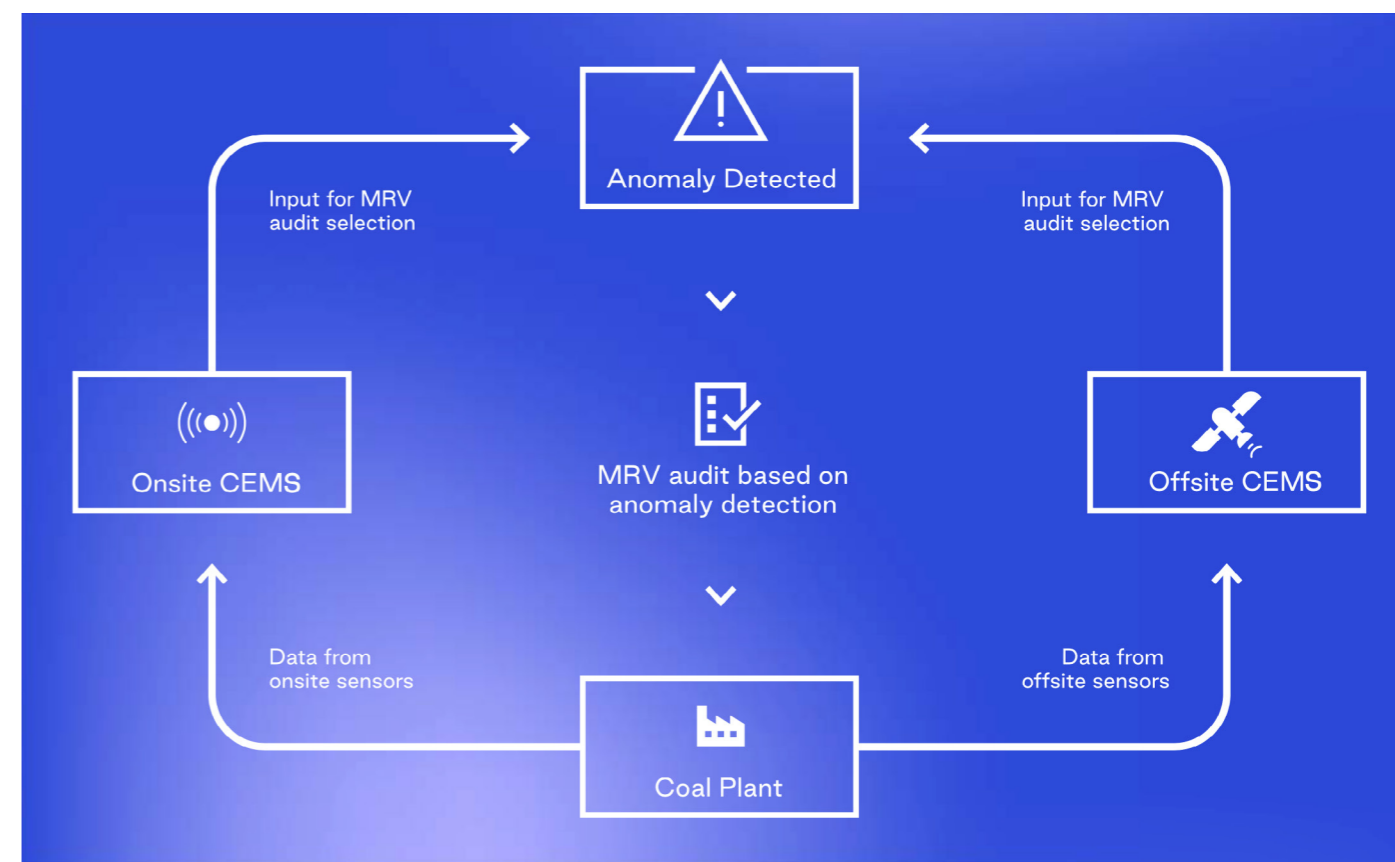 Anomaly Detected
Input for MRV
audit selection
Input for MRV
audit selection
Onsite CEMS
MRV audit based on
anomaly detection
Offsite CEMS
Data from
onsite sensors
Data from
offsite sensors
Coal Plant